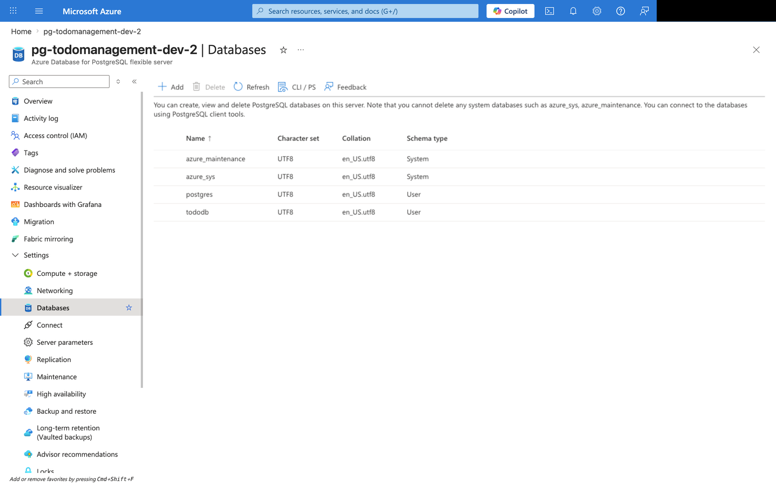 Microsoft Azure
Search resources, services, and docs (G+/)
Copilot
Home > pg-todomanagement-dev-2
pg-todomanagement-dev-2 | Databases
Azure Database for PostgreSQL flexible server
Search
Add
Delete
Refresh
CLI / PS
Feedback
You can create, view and delete PostgreSQL databases on this server. Note that you cannot delete any system databases such as azure_sys, azure_maintenance. You can connect to the databases
using PostgreSQL client tools.
Name ↑ Character set Collation Schema type
azure_maintenance UTF8 en_US.utf8 System
azure_sys UTF8 en_US.utf8 System
postgres UTF8 en_US.utf8 User
tododb UTF8 en_US.utf8 User
Overview
Activity log
Access control (IAM)
Tags
Diagnose and solve problems
Resource visualizer
Dashboards with Grafana
Migration
Fabric mirroring
Settings
Compute + storage
Networking
Databases
Connect
Server parameters
Replication
Maintenance
High availability
Backup and restore
Long-term retention
(Vaulted backups)
Advisor recommendations
Locks
Add or remove favorites by pressing Cmd+Shift+F